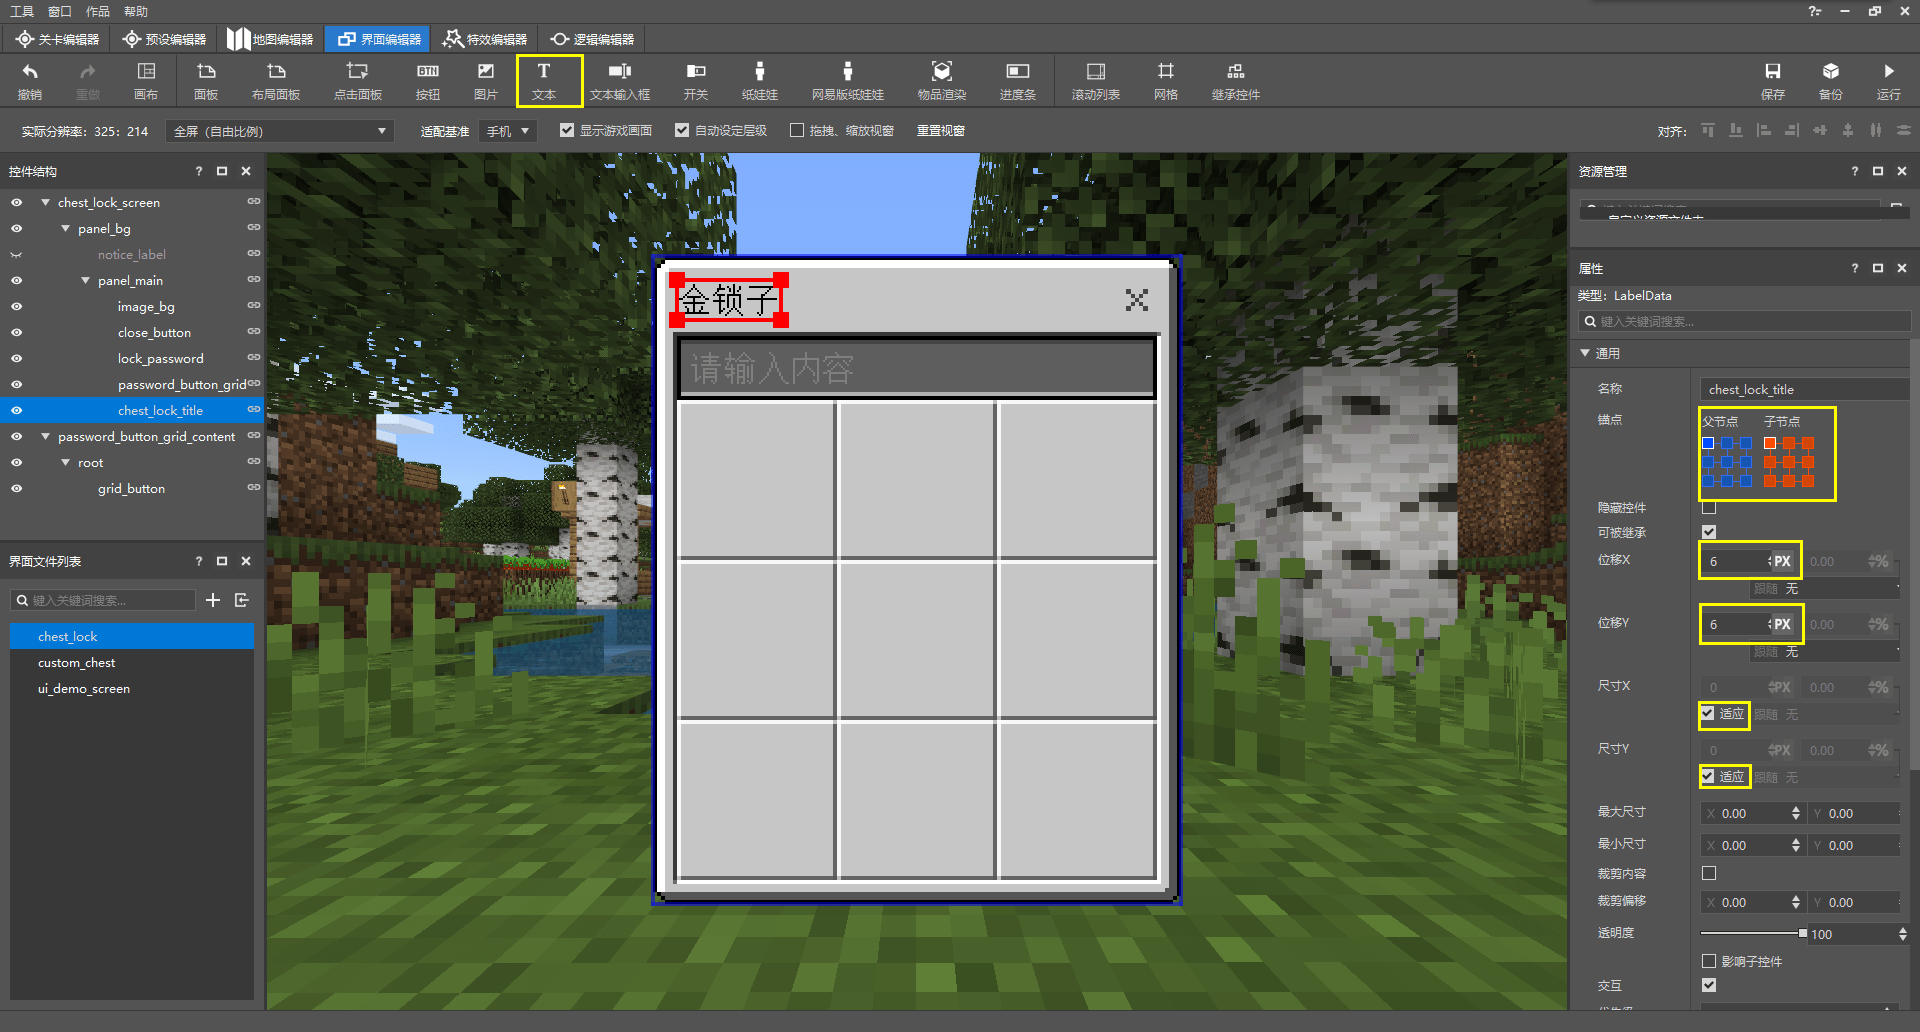 工具 窗口 作品 帮助
关卡编辑器 预设编辑器 地图编辑器 界面编辑器 特效编辑器 逻辑编辑器
撤销 重做 画布 面板 布局面板 点击面板 按钮 图片 文本 文本输入框 开关 纸娃娃 网易版纸娃娃 物品渲染 进度条 滚动列表 网格 继承控件 保存 备份 运行
实际分辨率：325：214 全屏（自由比例） 适配基准 手机 显示游戏画面 自动设定层级 拖拽、缩放视窗 重置视窗 对齐：
控件结构
chest_lock_screen
panel_bg
notice_label
panel_main
image_bg
close_button
lock_password
password_button_grid
chest_lock_title
password_button_grid_content
root
grid_button
界面文件列表
键入关键词搜索...
chest_lock
custom_chest
ui_demo_screen
金锁子
请输入内容
资源管理
属性
类型：LabelData
键入关键词搜索...
通用
名称 chest_lock_title
锚点 父节点 子节点
隐藏控件
可被继承
位移X 6 PX 0.00 %
跟随 无
位移Y 6 PX 0.00 %
跟随 无
尺寸X 0 PX 0.00 %
适应 跟随 无
尺寸Y 0 PX 0.00 %
适应 跟随 无
最大尺寸 X 0.00 Y 0.00
最小尺寸 X 0.00 Y 0.00
裁剪内容
裁剪偏移 X 0.00 Y 0.00
透明度 100
影响子控件
交互